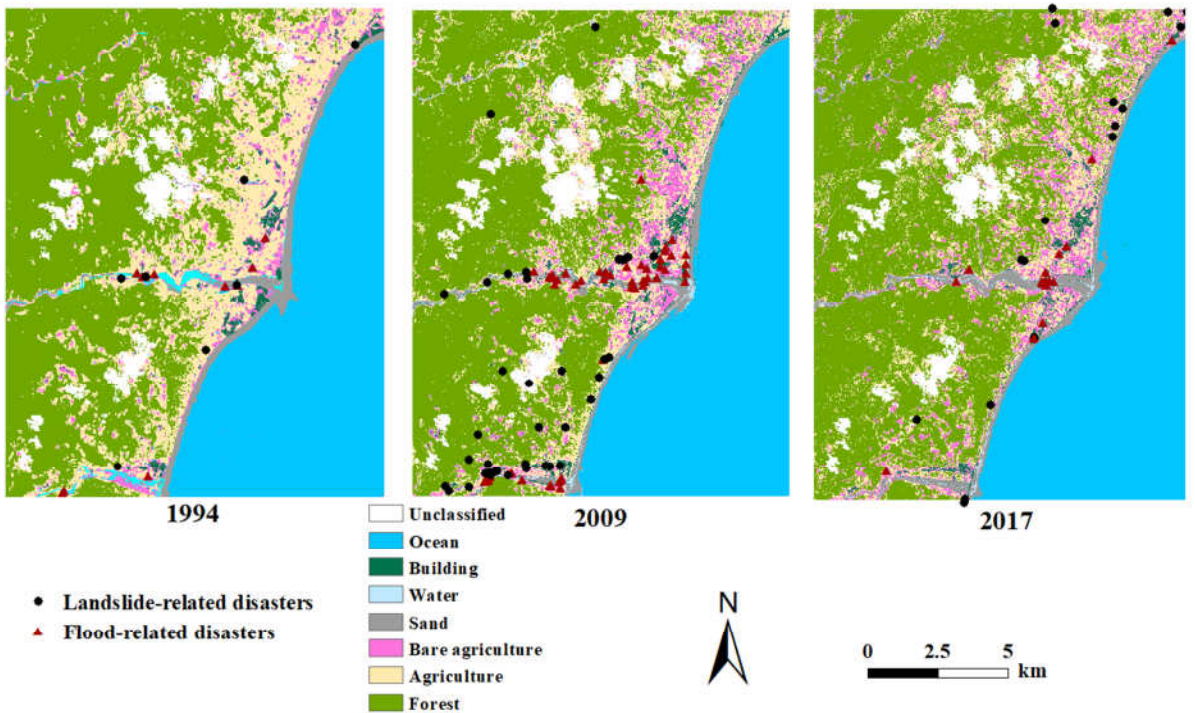 1994
2009
2017
Unclassified
Ocean
Building
Water
Sand
Bare agriculture
Agriculture
Forest
Landslide-related disasters
Flood-related disasters
N
0 2.5 5
km